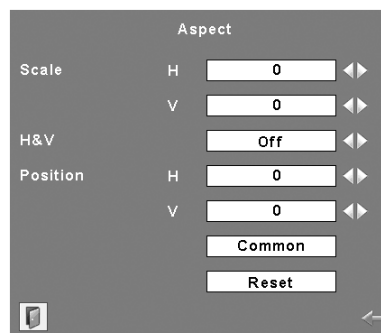 Aspect
Scale H 0
V 0
H&V Off
Position H 0
V 0
Common
Reset